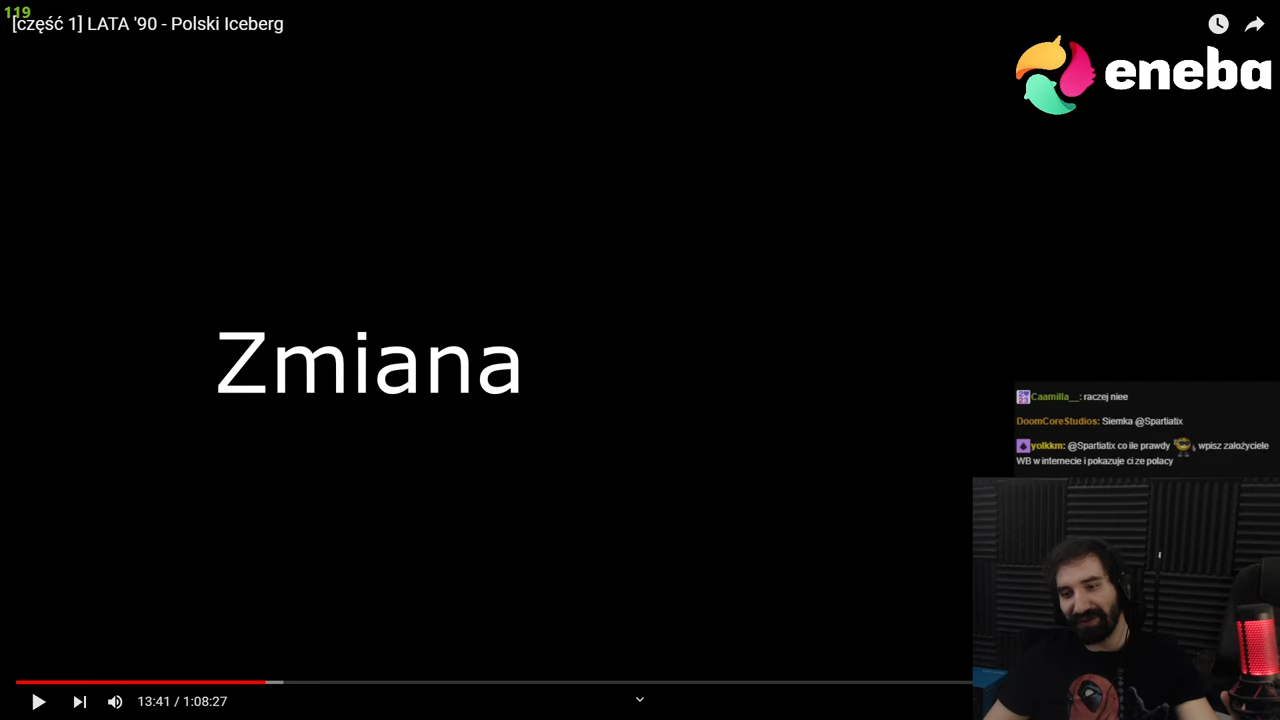 119
[część 1] LATA '90 - Polski Iceberg
eneba
Zmiana
Caamilla__: raczej niee
DoomCoreStudios: Siemka @Spartiatix
yolkkm: @Spartiatix co ile prawdy wpisz założyciele
WB w internecie i pokazuje ci ze polacy
13:41 / 1:08:27